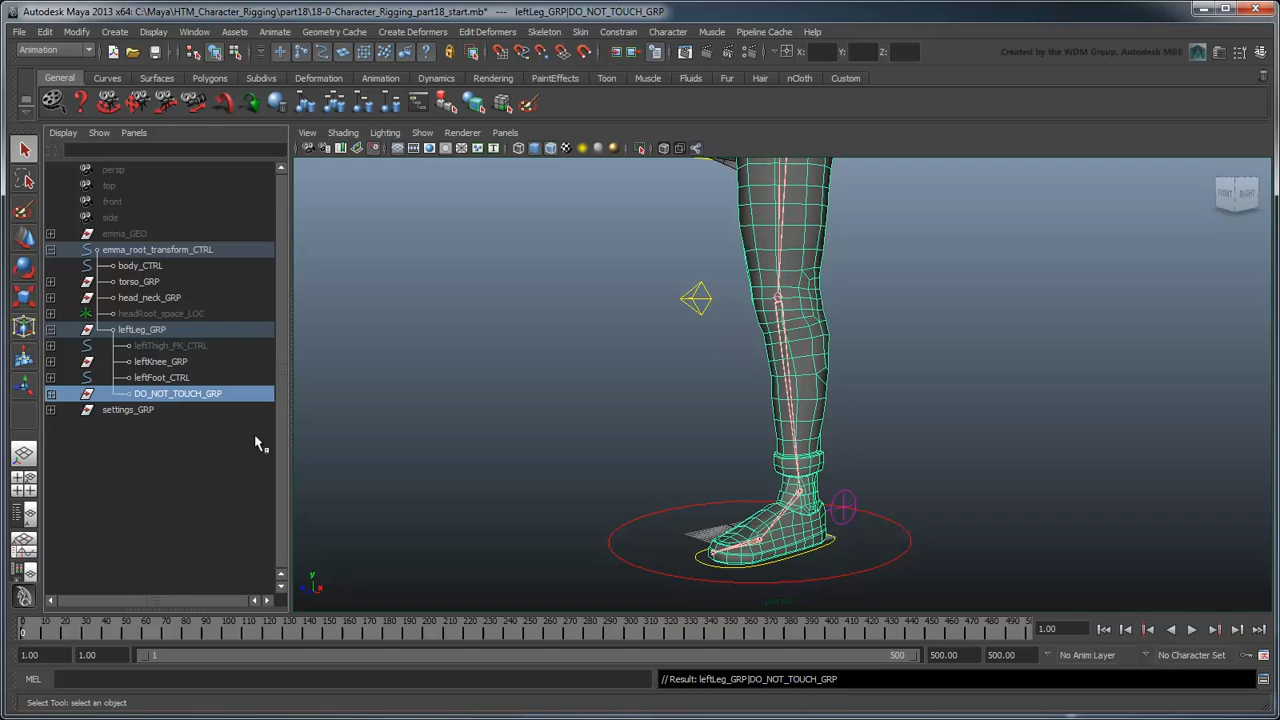 Autodesk Maya 2013 x64: C:\Maya\HTM_Character_Rigging\part18\18-0-Character_Rigging_part18_start.mb* --- leftLeg_GRP|DO_NOT_TOUCH_GRP
File Edit Modify Create Display Window Assets Animate Geometry Cache Create Deformers Edit Deformers Skeleton Skin Constrain Character Muscle Pipeline Cache Help
Animation X: Y: Z: Created by the WDM Group, Autodesk M&E
General Curves Surfaces Polygons Subdivs Deformation Animation Dynamics Rendering PaintEffects Toon Muscle Fluids Fur Hair nCloth Custom
Display Show Panels
View Shading Lighting Show Renderer Panels
persp
top
front
side
emma_GEO
emma_root_transform_CTRL
body_CTRL
torso_GRP
head_neck_GRP
headRoot_space_LOC
leftLeg_GRP
leftThigh_FK_CTRL
leftKnee_GRP
leftFoot_CTRL
DO_NOT_TOUCH_GRP
settings_GRP
FRONT RIGHT
y
z x
persp
0 10 20 30 40 50 60 70 80 90 100 110 120 130 140 150 160 170 180 190 200 210 220 230 240 250 260 270 280 290 300 310 320 330 340 350 360 370 380 390 400 410 420 430 440 450 460 470 480 490
0
1.00
1.00 1.00 1 500 500.00 500.00 No Anim Layer No Character Set
MEL // Result: leftLeg_GRP|DO_NOT_TOUCH_GRP
Select Tool: select an object